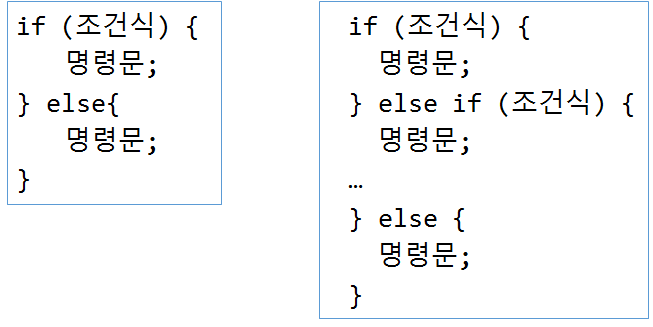 if (조건식) {
명령문;
} else{
명령문;
}
if (조건식) {
명령문;
} else if (조건식) {
명령문;
…
} else {
명령문;
}